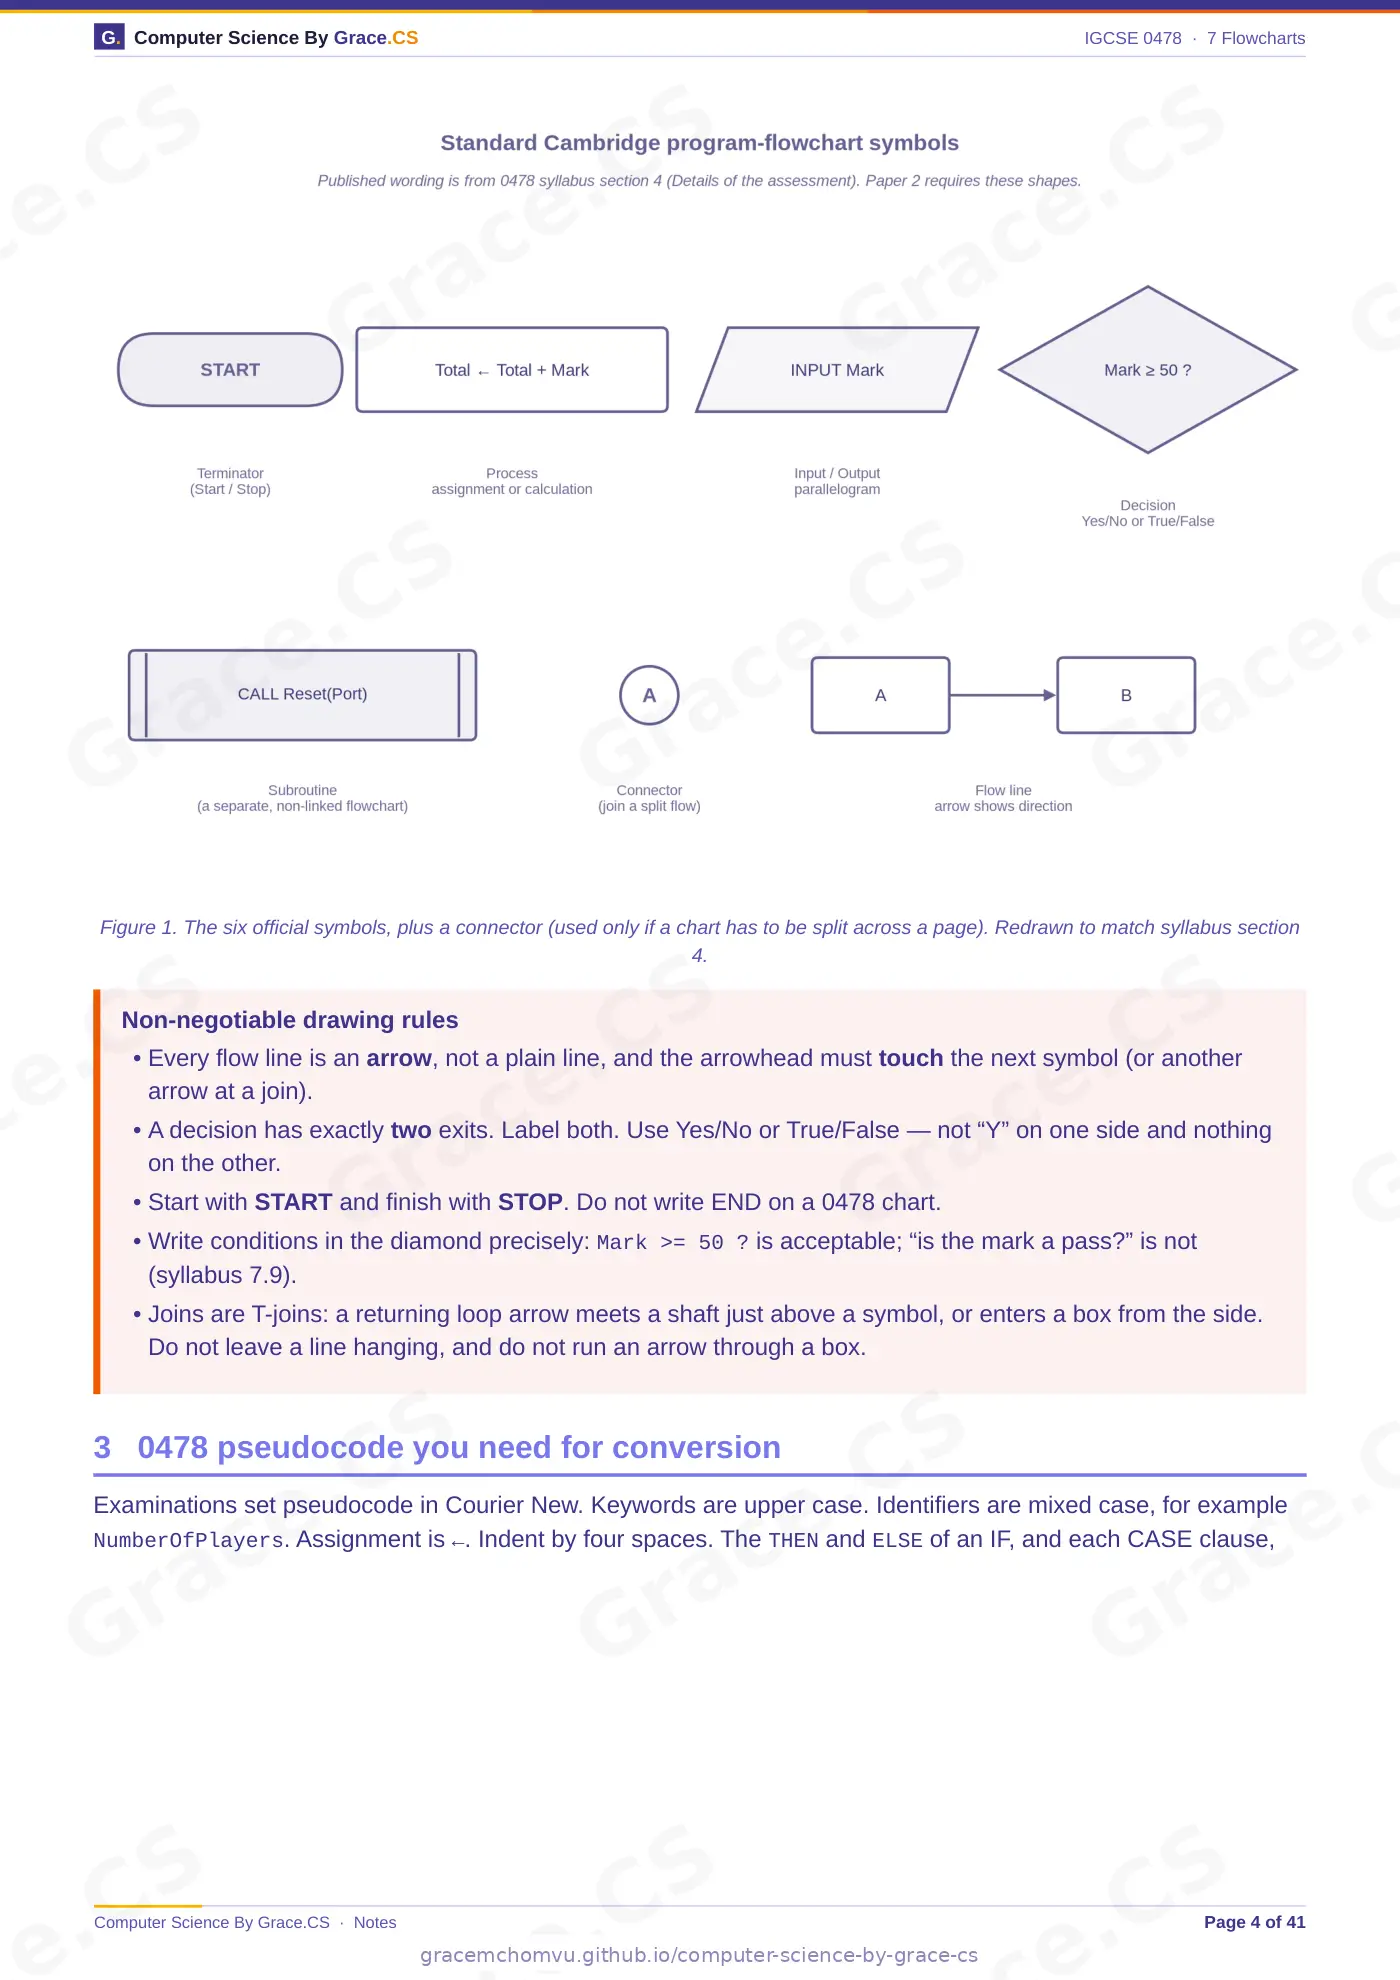 G. Computer Science By Grace.CS
IGCSE 0478 · 7 Flowcharts
Standard Cambridge program-flowchart symbols
Published wording is from 0478 syllabus section 4 (Details of the assessment). Paper 2 requires these shapes.
START
Total ← Total + Mark
INPUT Mark
Mark ≥ 50 ?
Terminator
(Start / Stop)
Process
assignment or calculation
Input / Output
parallelogram
Decision
Yes/No or True/False
CALL Reset(Port)
A
A
B
Subroutine
(a separate, non-linked flowchart)
Connector
(join a split flow)
Flow line
arrow shows direction
Figure 1. The six official symbols, plus a connector (used only if a chart has to be split across a page). Redrawn to match syllabus section
4.
Non-negotiable drawing rules
• Every flow line is an arrow, not a plain line, and the arrowhead must touch the next symbol (or another
arrow at a join).
• A decision has exactly two exits. Label both. Use Yes/No or True/False — not “Y” on one side and nothing
on the other.
• Start with START and finish with STOP. Do not write END on a 0478 chart.
• Write conditions in the diamond precisely: Mark >= 50 ? is acceptable; “is the mark a pass?” is not
(syllabus 7.9).
• Joins are T-joins: a returning loop arrow meets a shaft just above a symbol, or enters a box from the side.
Do not leave a line hanging, and do not run an arrow through a box.
3 0478 pseudocode you need for conversion
Examinations set pseudocode in Courier New. Keywords are upper case. Identifiers are mixed case, for example
NumberOfPlayers. Assignment is ←. Indent by four spaces. The THEN and ELSE of an IF, and each CASE clause,
Computer Science By Grace.CS · Notes
Page 4 of 41
gracemchomvu.github.io/computer-science-by-grace-cs
Grace.CS